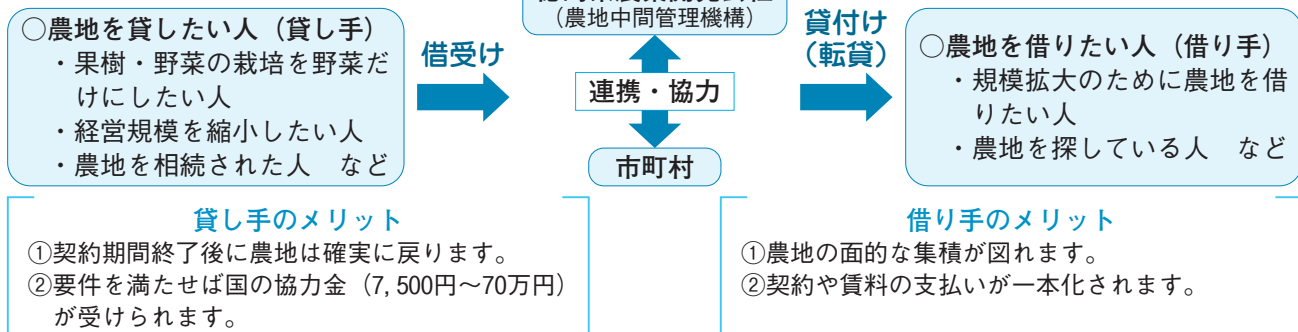 (農地中間管理機構)
○農地を貸したい人(貸し手)
・果樹・野菜の栽培を野菜だ
けにしたい人
・経営規模を縮小したい人
・農地を相続された人 など
借受け
連携・協力
市町村
貸付け
(転貸)
○農地を借りたい人(借り手)
・規模拡大のために農地を借
りたい人
・農地を探している人 など
貸し手のメリット
①契約期間終了後に農地は確実に戻ります。
②要件を満たせば国の協力金(7,500円〜70万円)
が受けられます。
借り手のメリット
①農地の面的な集積が図れます。
②契約や賃料の支払いが一本化されます。